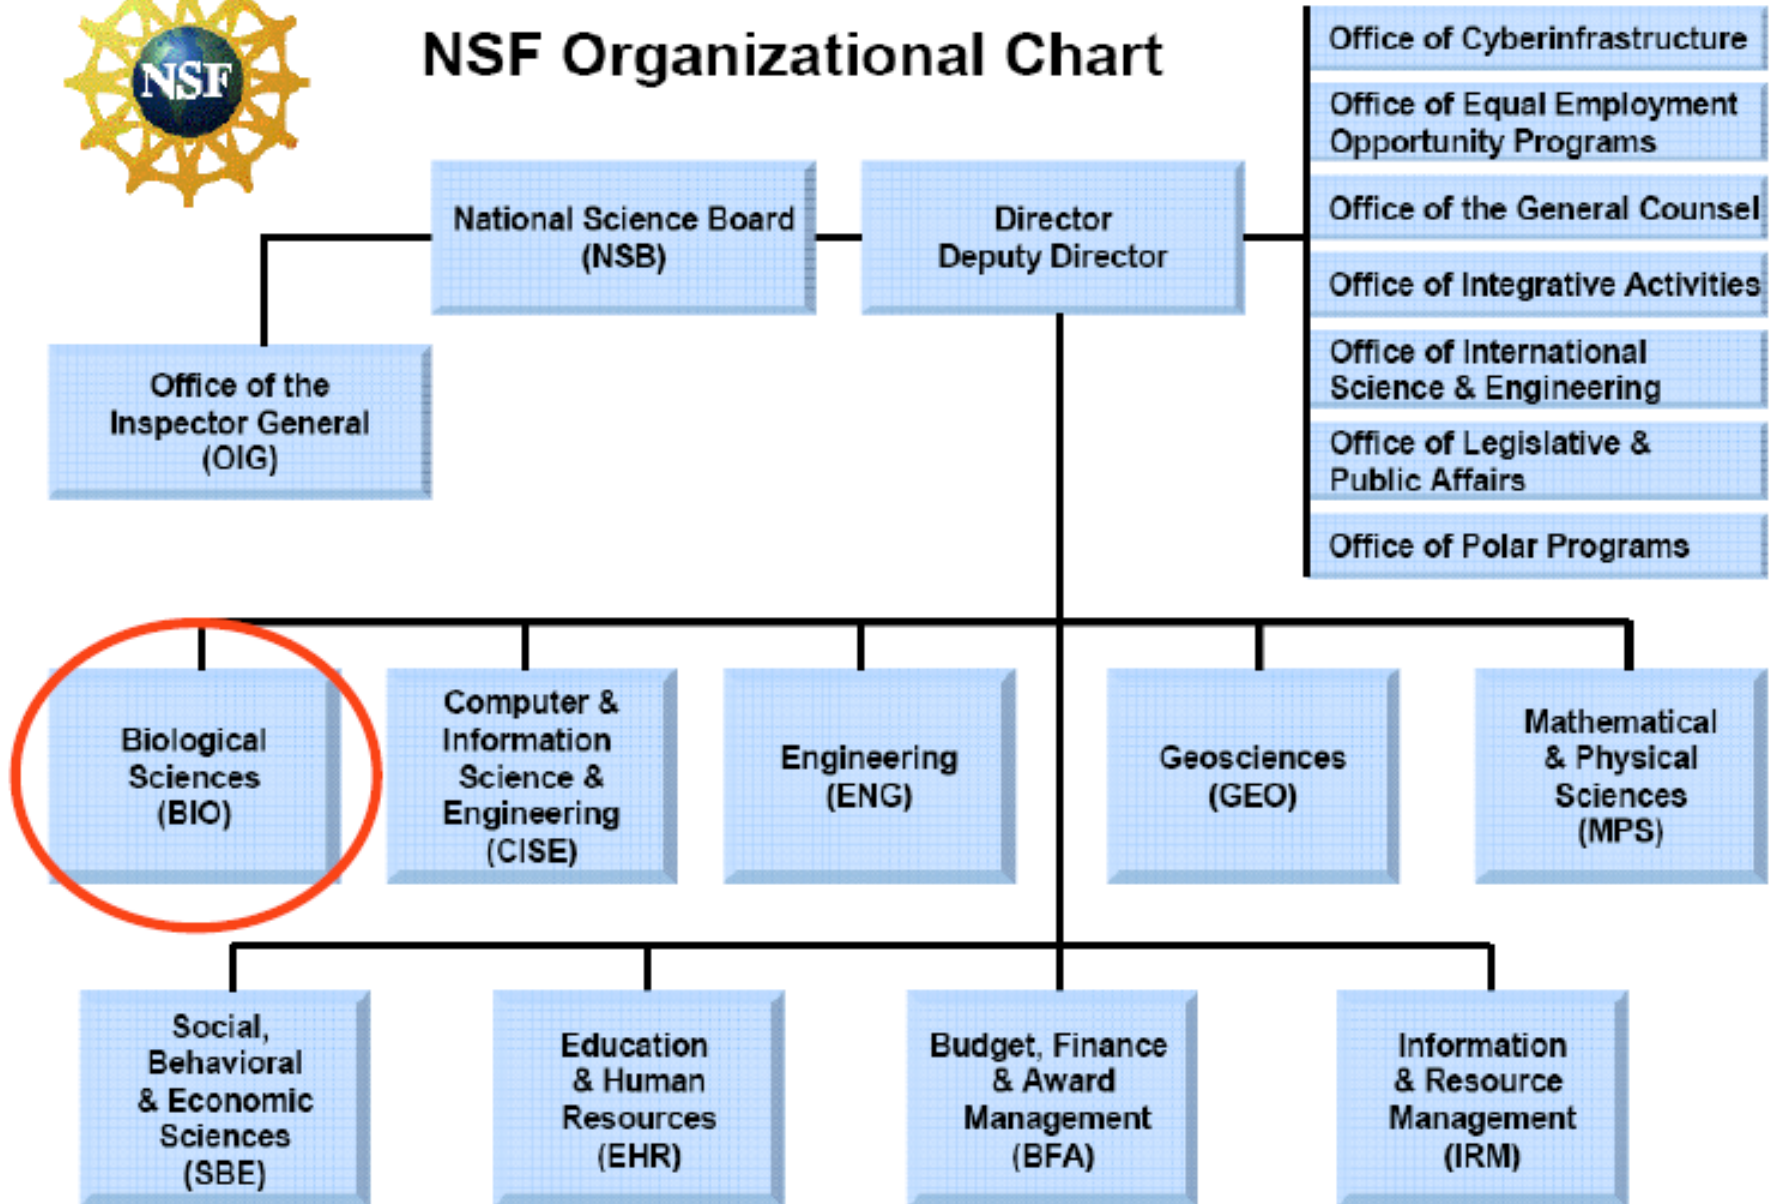 NSF
NSF Organizational Chart
Office of Cyberinfrastructure
Office of Equal Employment
Opportunity Programs
Office of the General Counsel
Office of Integrative Activities
Office of International
Science & Engineering
Office of Legislative &
Public Affairs
Office of Polar Programs
National Science Board
(NSB)
Director
Deputy Director
Office of the
Inspector General
(OIG)
Biological
Sciences
(BIO)
Computer &
Information
Science &
Engineering
(CISE)
Engineering
(ENG)
Geosciences
(GEO)
Mathematical
& Physical
Sciences
(MPS)
Social,
Behavioral
& Economic
Sciences
(SBE)
Education
& Human
Resources
(EHR)
Budget, Finance
& Award
Management
(BFA)
Information
& Resource
Management
(IRM)